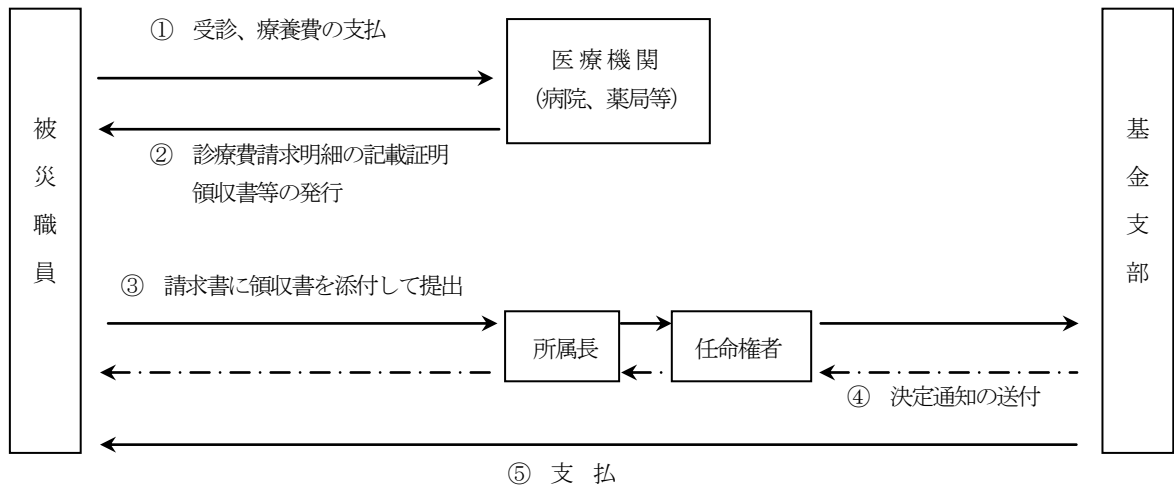 ① 受診、療養費の支払
医療機関
（病院、薬局等）
被災職員
基金支部
② 診療費請求明細の記載証明
領収書等の発行
③ 請求書に領収書を添付して提出
所属長
任命権者
④ 決定通知の送付
⑤ 支 払